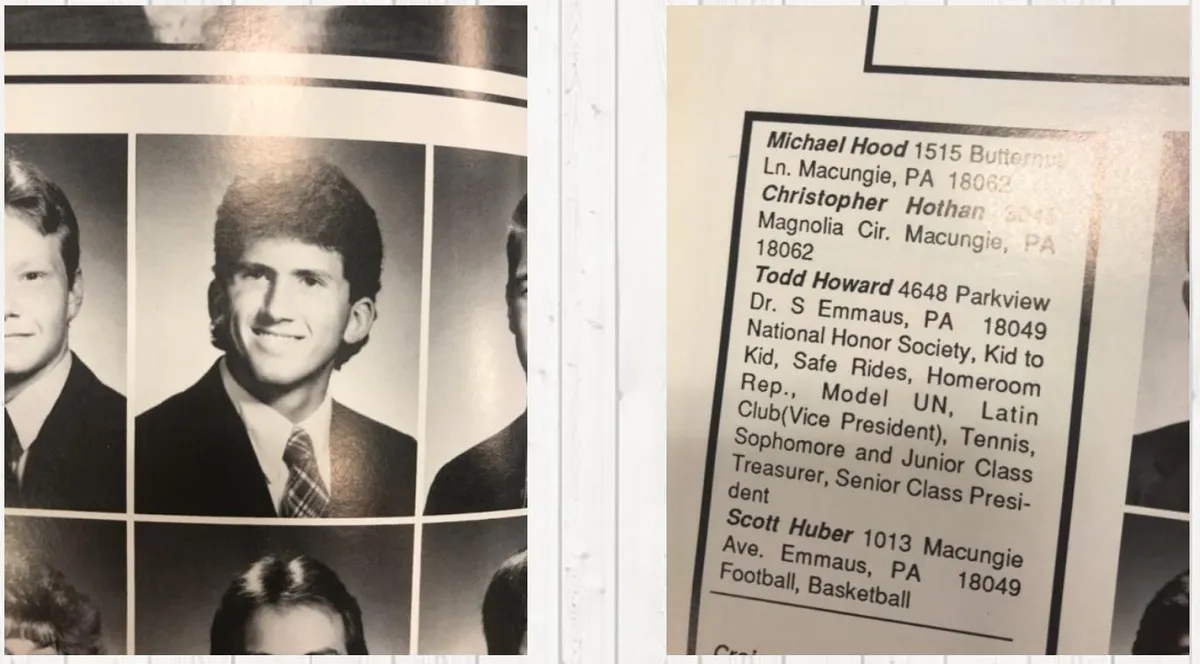 Michael Hood 1515 Butternut
Ln. Macungie, PA 18062
Christopher Hothan
Magnolia Cir. Macungie, PA
18062
Todd Howard 4648 Parkview
Dr. S Emmaus, PA 18049
National Honor Society, Kid to
Kid, Safe Rides, Homeroom
Rep., Model UN, Latin
Club(Vice President), Tennis,
Sophomore and Junior Class
Treasurer, Senior Class Presi-
dent
Scott Huber 1013 Macungie
Ave. Emmaus, PA 18049
Football, Basketball